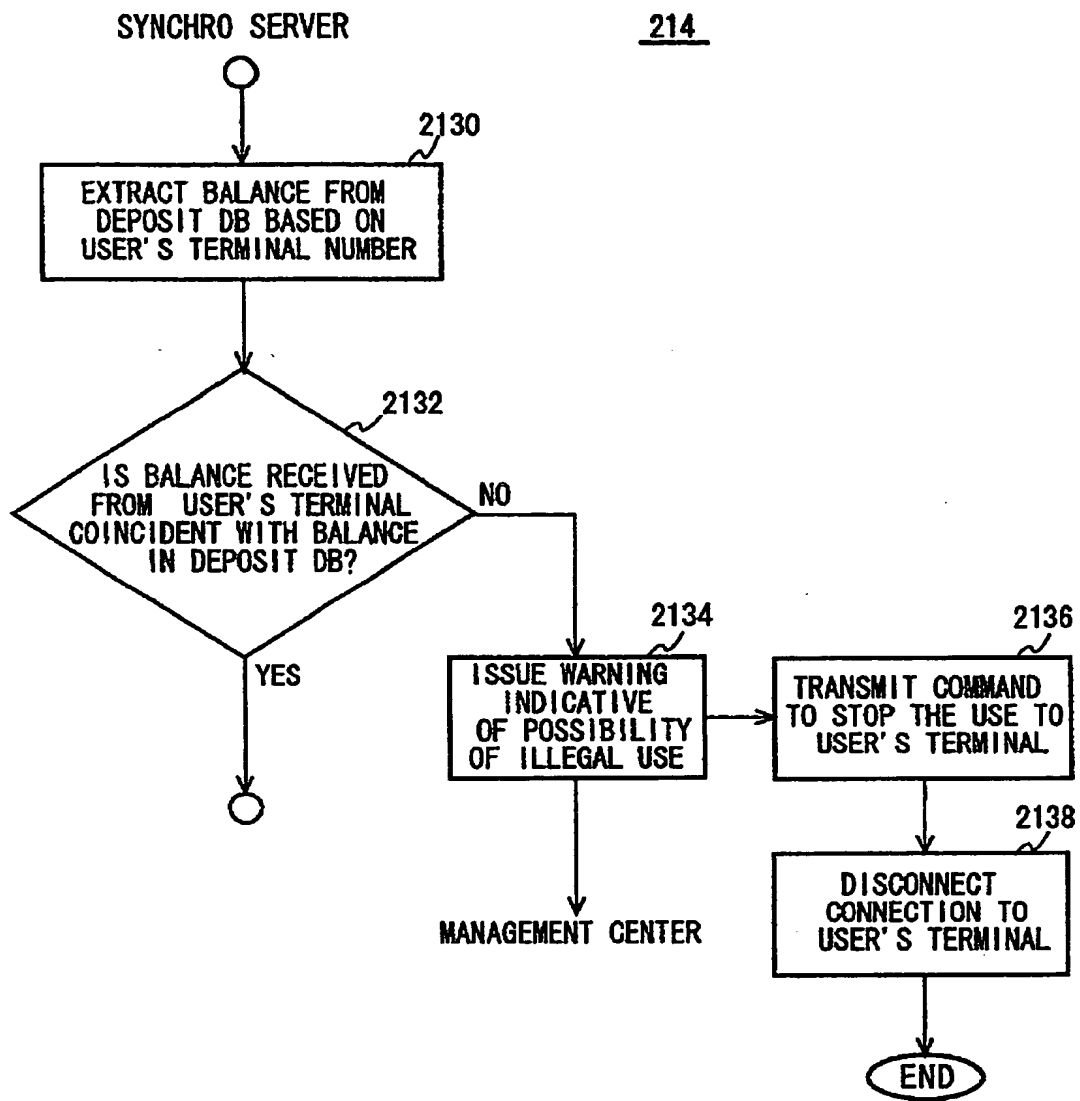 SYNCHRO SERVER
214
2130
EXTRACT BALANCE FROM
DEPOSIT DB BASED ON
USER'S TERMINAL NUMBER
2132
IS BALANCE RECEIVED
FROM USER'S TERMINAL
COINCIDENT WITH BALANCE
IN DEPOSIT DB?
NO
YES
2134
ISSUE WARNING
INDICATIVE
OF POSSIBILITY
OF ILLEGAL USE
2136
TRANSMIT COMMAND
TO STOP THE USE TO
USER'S TERMINAL
2138
DISCONNECT
CONNECTION TO
USER'S TERMINAL
MANAGEMENT CENTER
END